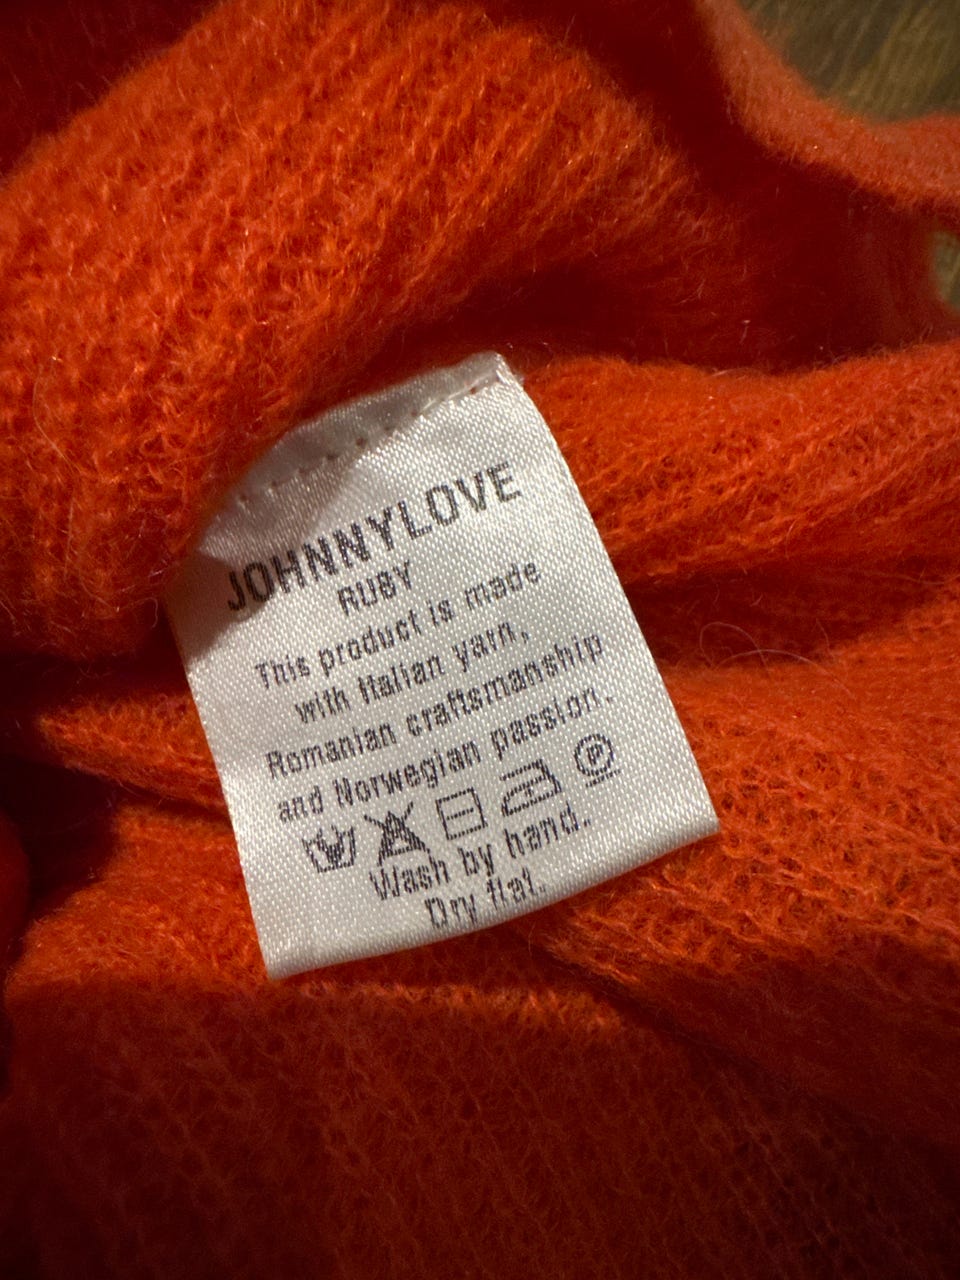 JOHNNYLOVE
RUBY
This product is made
with Italian yarn,
Romanian craftsmanship
and Norwegian passion.
P
Wash by hand.
Dry flat.